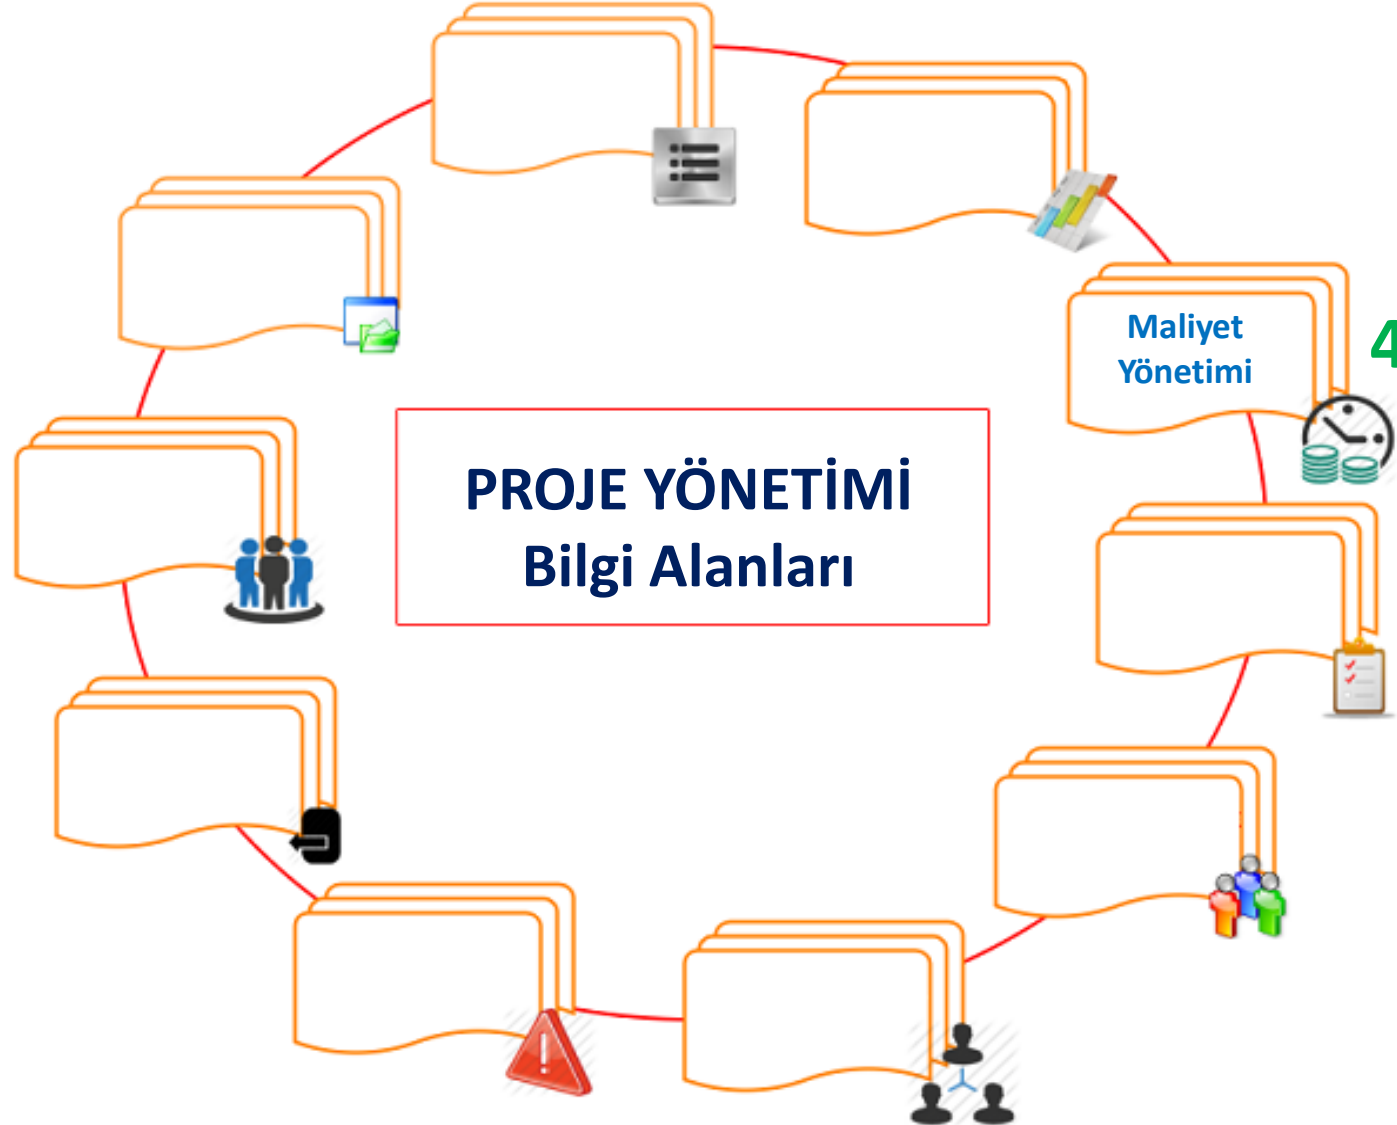 Maliyet
Yönetimi
4
PROJE YÖNETİMİ
Bilgi Alanları